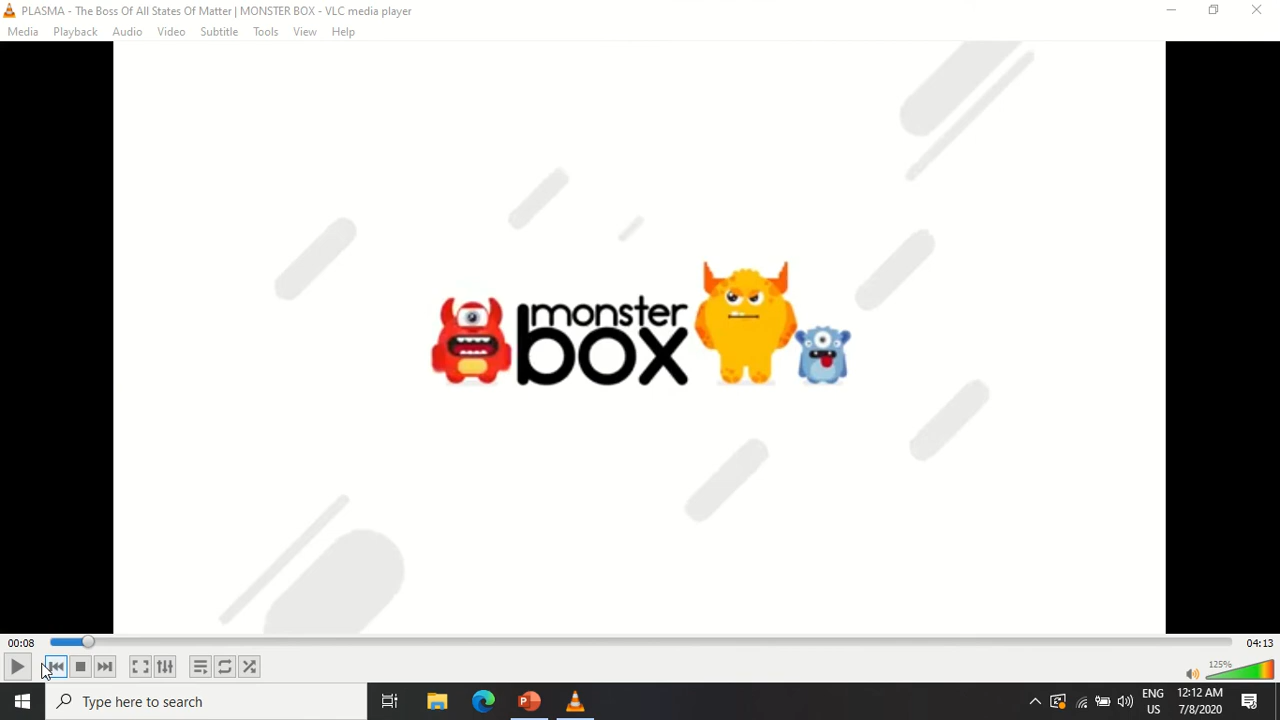 PLASMA - The Boss Of All States Of Matter | MONSTER BOX - VLC media player
Media Playback Audio Video Subtitle Tools View Help
monster
box
00:08 04:13
125%
Type here to search
ENG
US
12:12 AM
7/8/2020